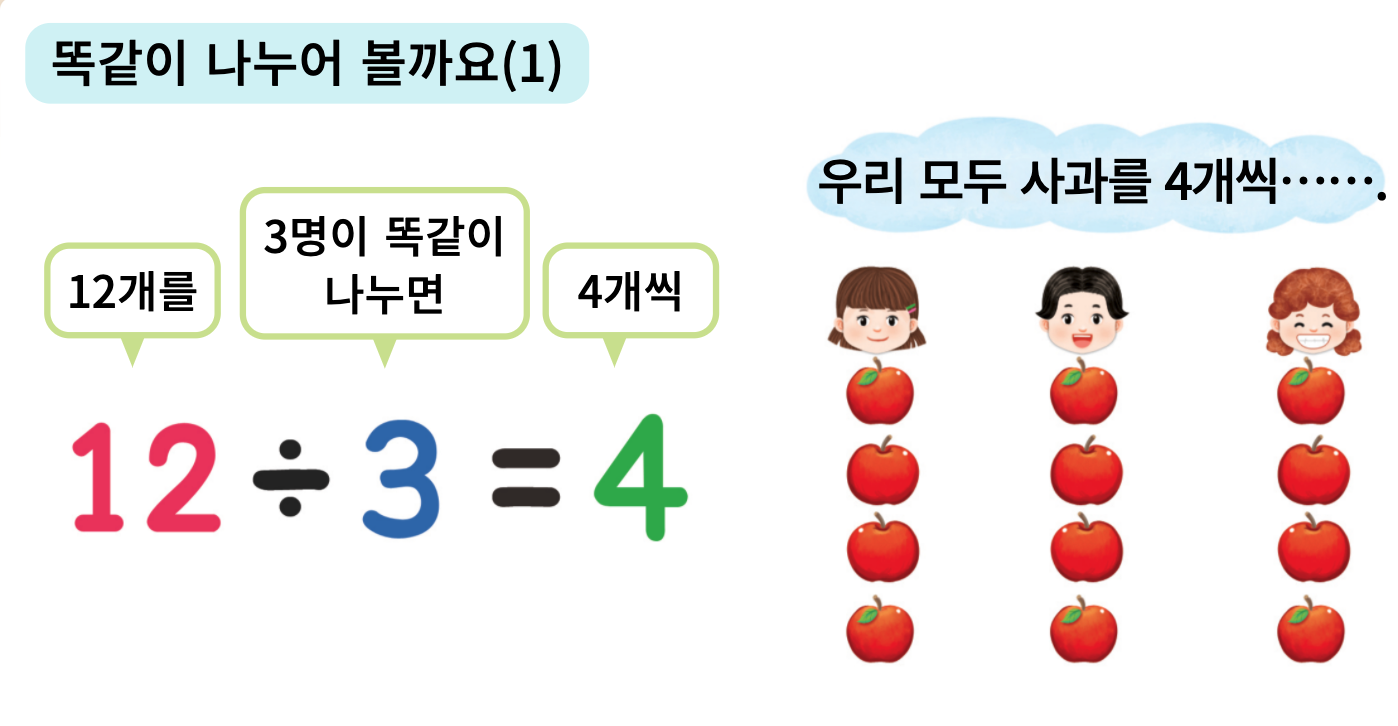 똑같이 나누어 볼까요(1)
우리 모두 사과를 4개씩…….
12개를
3명이 똑같이
나누면
4개씩
12÷3=4